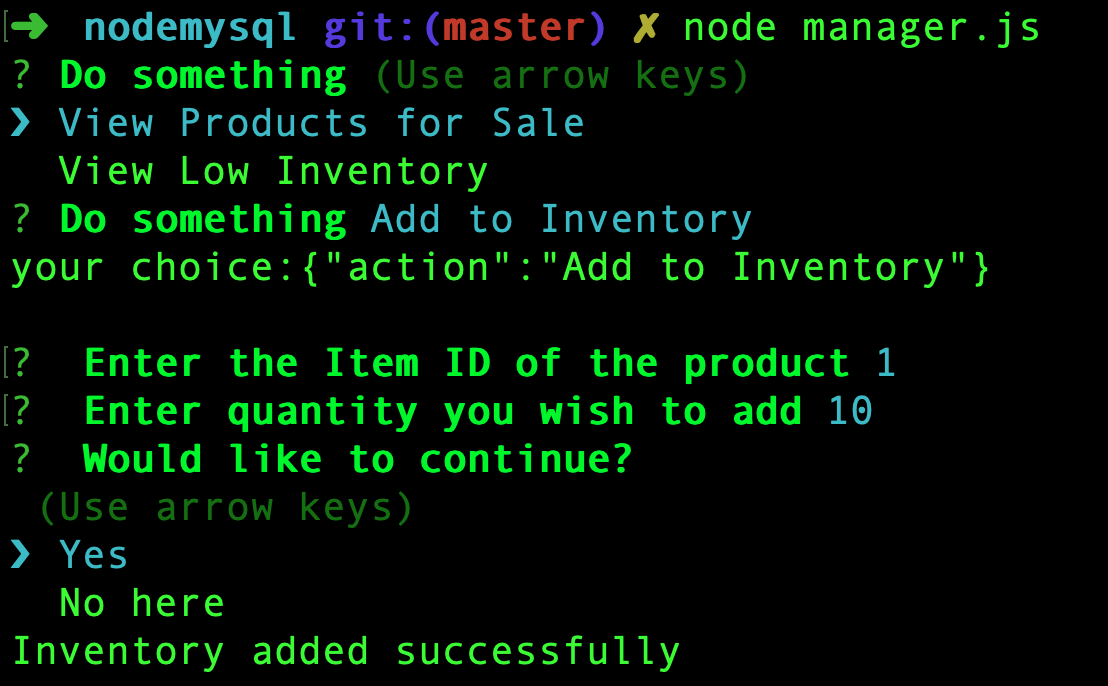 ➜ nodemysql git:(master) ✗ node manager.js
? Do something (Use arrow keys)
❯ View Products for Sale
View Low Inventory
? Do something Add to Inventory
your choice:{"action":"Add to Inventory"}
[? Enter the Item ID of the product 1
[? Enter quantity you wish to add 10
? Would like to continue?
(Use arrow keys)
❯ Yes
No here
Inventory added successfully